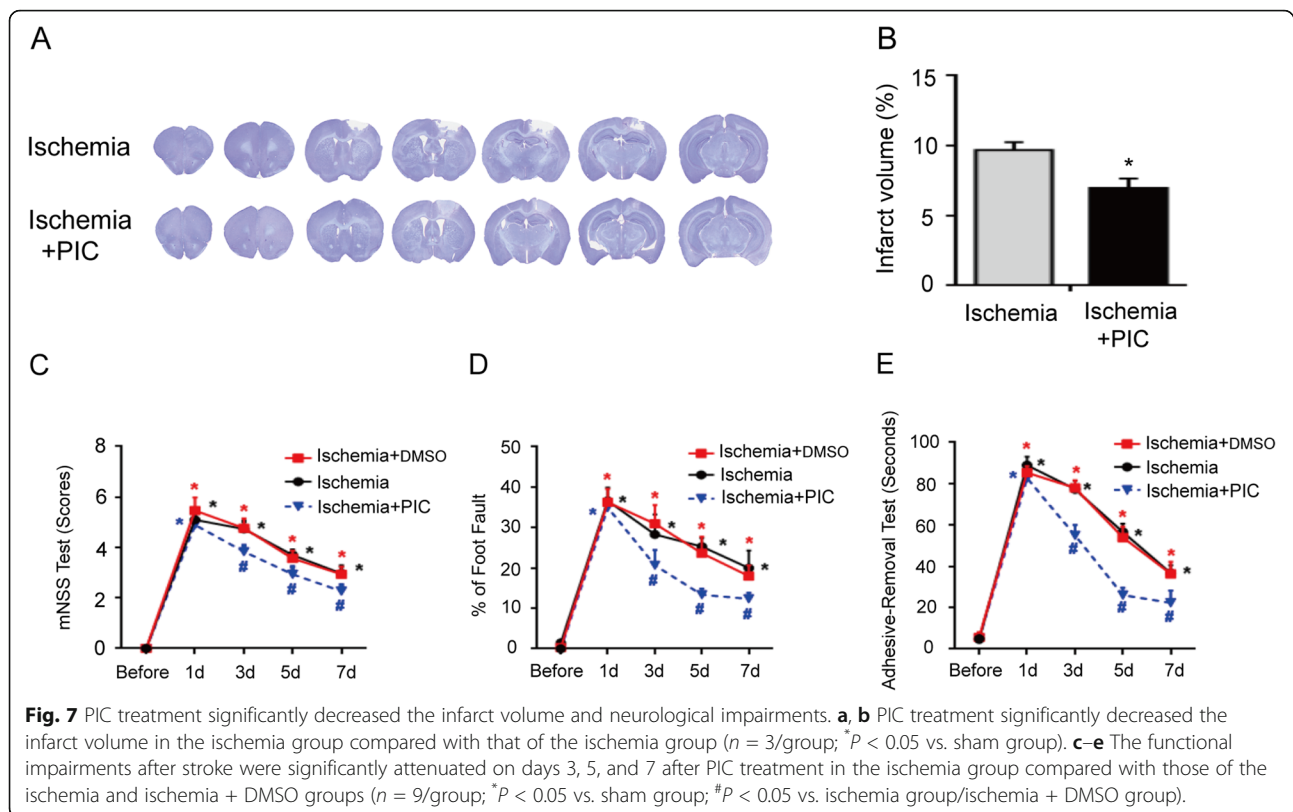 A
Ischemia
Ischemia
+PIC
B
Infarct volume (%)
15
10
5
0
*
Ischemia
Ischemia
+PIC
C
mNSS Test (Scores)
8
6
4
2
0
Ischemia+DMSO
Ischemia
Ischemia+PIC
*
*
*
*
*
*
*
*
*
#
#
#
Before 1d 3d 5d 7d
D
% of Foot Fault
50
40
30
20
10
0
Ischemia+DMSO
Ischemia
Ischemia+PIC
*
*
*
*
*
*
*
*
*
#
#
#
Before 1d 3d 5d 7d
E
Adhesive-Removal Test (Seconds)
100
80
60
40
20
0
Ischemia+DMSO
Ischemia
Ischemia+PIC
*
*
*
*
*
*
*
*
*
#
#
#
Before 1d 3d 5d 7d
Fig. 7 PIC treatment significantly decreased the infarct volume and neurological impairments. a, b PIC treatment significantly decreased the
infarct volume in the ischemia group compared with that of the ischemia group (n = 3/group; *P < 0.05 vs. sham group). c–e The functional
impairments after stroke were significantly attenuated on days 3, 5, and 7 after PIC treatment in the ischemia group compared with those of the
ischemia and ischemia + DMSO groups (n = 9/group; *P < 0.05 vs. sham group; #P < 0.05 vs. ischemia group/ischemia + DMSO group).